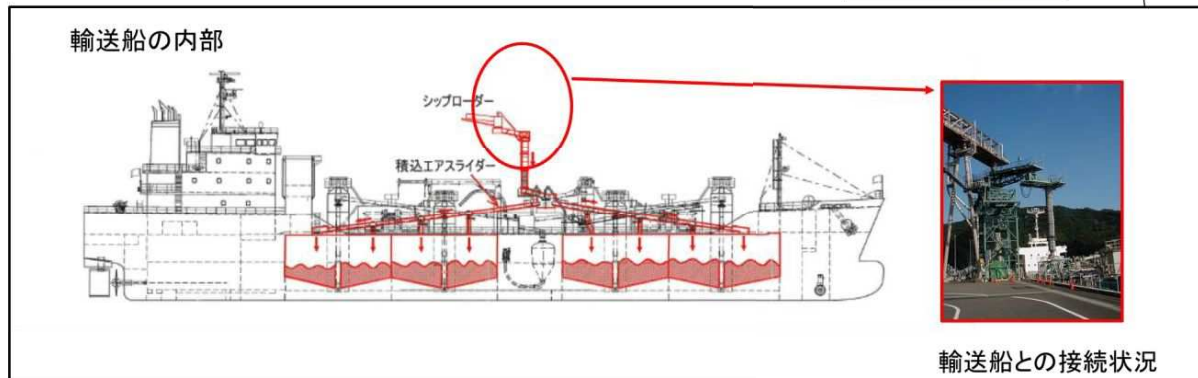 輸送船の内部
シップローダー
積込エアスライダー
輸送船との接続状況